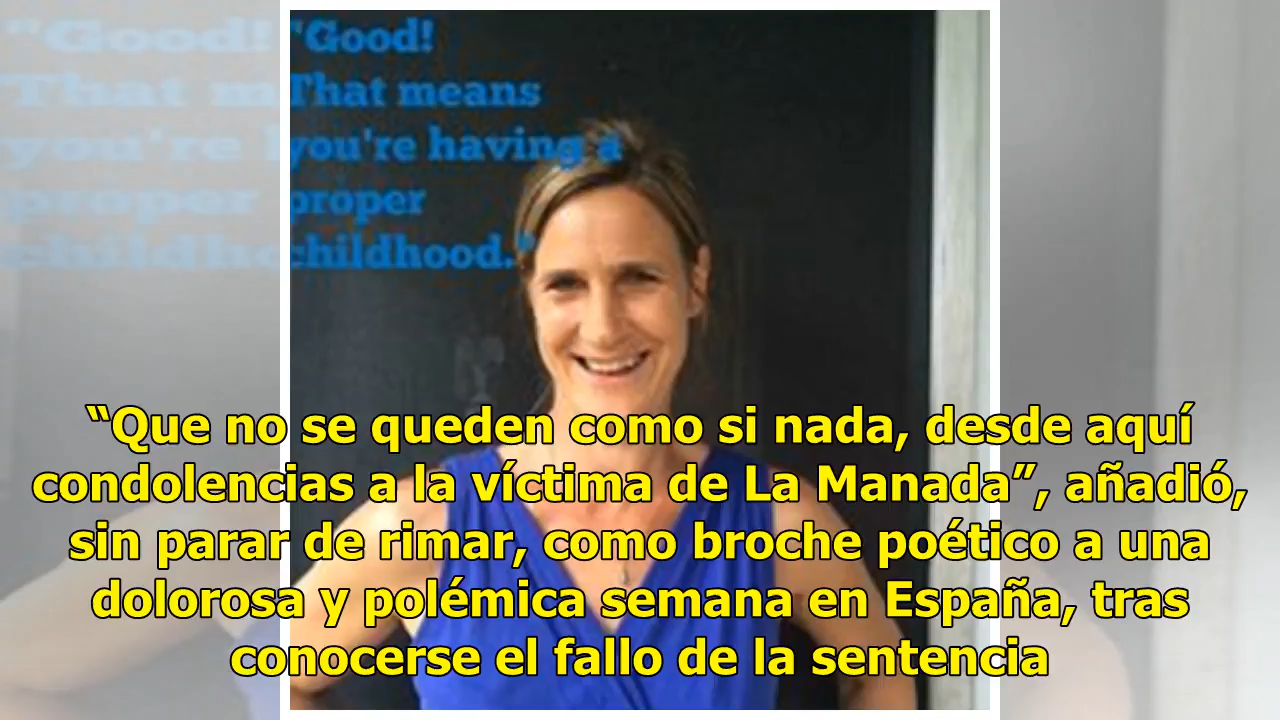 "Good!
That means
you're having a
proper
childhood."
“Que no se queden como si nada, desde aquí
condolencias a la víctima de La Manada”, añadió,
sin parar de rimar, como broche poético a una
dolorosa y polémica semana en España, tras
conocerse el fallo de la sentencia